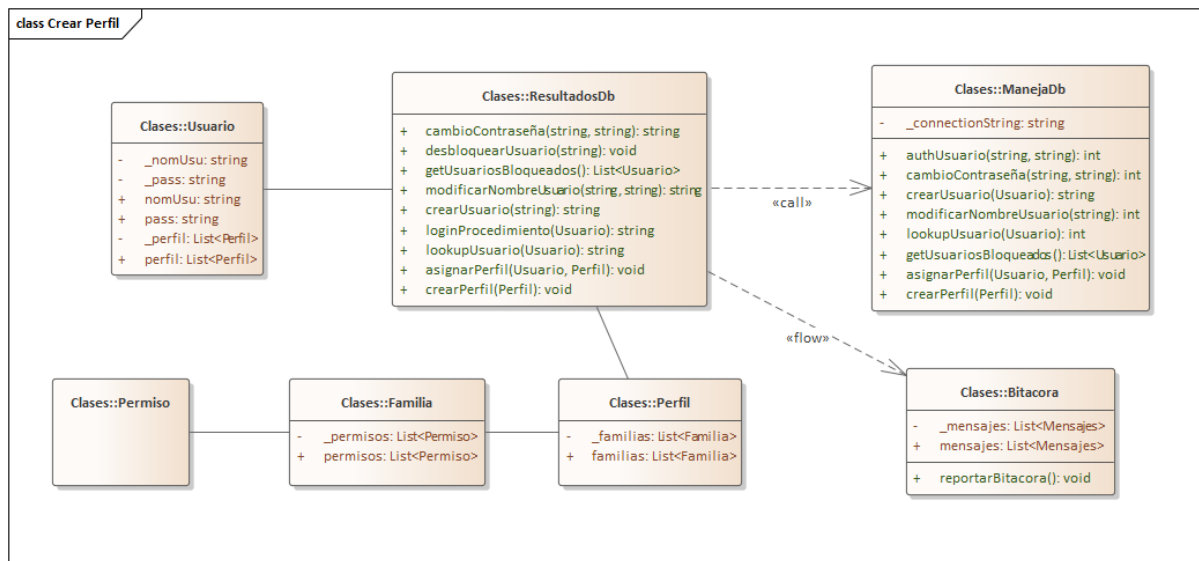 class Crear Perfil
Clases::Usuario
- _nomUsu: string
- _pass: string
+ nomUsu: string
+ pass: string
- _perfil: List<Perfil>
+ perfil: List<Perfil>
Clases::ResultadosDb
+ cambioContraseña(string, string): string
+ desbloquearUsuario(string): void
+ getUsuariosBloqueados(): List<Usuario>
+ modificarNombreUsuario(string, string): string
+ crearUsuario(string): string
+ loginProcedimiento(Usuario): string
+ lookupUsuario(Usuario): string
+ asignarPerfil(Usuario, Perfil): void
+ crearPerfil(Perfil): void
Clases::ManejaDb
- _connectionString: string
+ authUsuario(string, string): int
+ cambioContraseña(string, string): int
+ crearUsuario(Usuario): string
+ modificarNombreUsuario(string): int
+ lookupUsuario(Usuario): int
+ getUsuariosBloqueados(): List<Usuario>
+ asignarPerfil(Usuario, Perfil): void
+ crearPerfil(Perfil): void
«call»
«flow»
Clases::Permiso
Clases::Familia
- _permisos: List<Permiso>
+ permisos: List<Permiso>
Clases::Perfil
- _familias: List<Familia>
+ familias: List<Familia>
Clases::Bitacora
- _mensajes: List<Mensajes>
+ mensajes: List<Mensajes>
+ reportarBitacora(): void